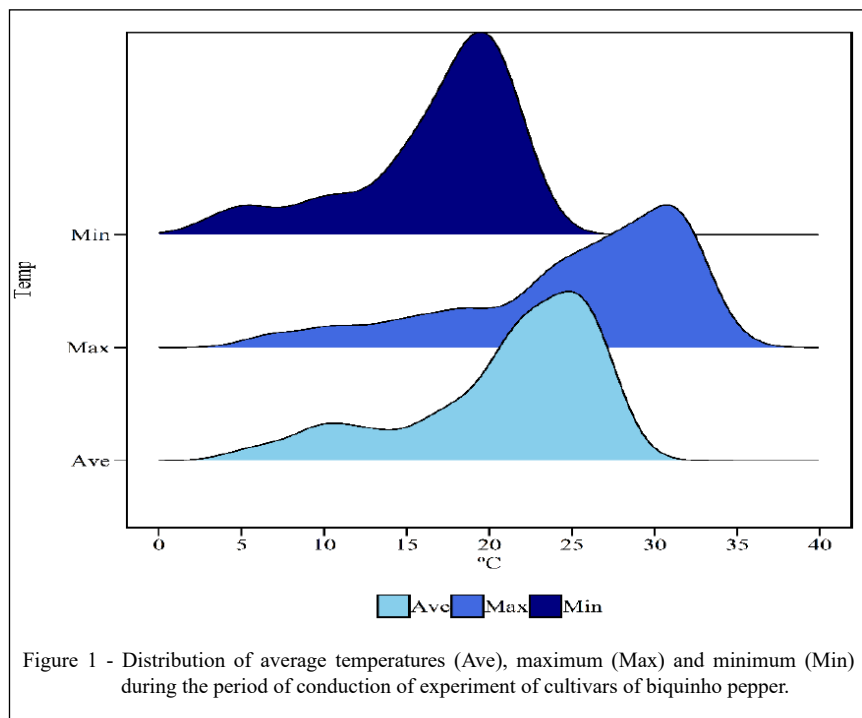 Temp
Min
Max
Ave
0 5 10 15 20 25 30 35 40
ºC
Ave Max Min
Figure 1 - Distribution of average temperatures (Ave), maximum (Max) and minimum (Min)
during the period of conduction of experiment of cultivars of biquinho pepper.